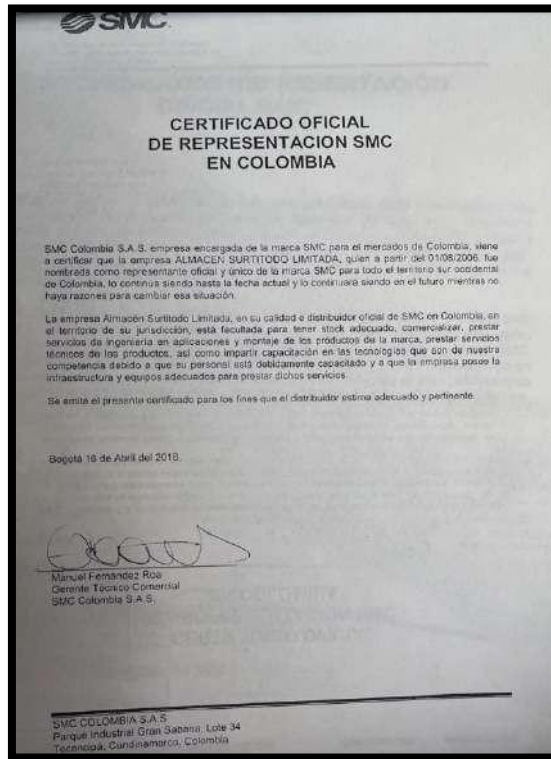 SMC
CERTIFICADO OFICIAL
DE REPRESENTACION SMC
EN COLOMBIA
SMC Colombia S.A.S. empresa encargada de la marca SMC para el mercados de Colombia, viene
a certificar que la empresa ALMACEN SURTITODO LIMITADA, quien a partir del 01/08/2006, fue
nombrada como representante oficial y único de la marca SMC para todo el territorio sur occidental
de Colombia, lo continua siendo hasta la fecha actual y lo continuara siendo en el futuro mientras no
haya razones para cambiar esa situación.
La empresa Almacén Surtitodo Limitada, en su calidad e distribuidor oficial de SMC en Colombia, en
el territorio de su jurisdicción, está facultada para tener stock adecuado, comercializar, prestar
servicios de ingeniería en aplicaciones y montaje de los productos de la marca, prestar servicios
técnicos de los productos, así como impartir capacitación en las tecnologías que son de nuestra
competencia debido a que su personal está debidamente capacitado y a que la empresa posee la
infraestructura y equipos adecuados para prestar dichos servicios.
Se emite el presente certificado para los fines que el distribuidor estime adecuado y pertinente.
Bogotá 16 de Abril del 2018.
Manuel Fernández Roa
Gerente Técnico Comercial
SMC Colombia S.A.S.
SMC COLOMBIA S.A.S
Parque Industrial Gran Sabana, Lote 34
Tocancipá, Cundinamarca, Colombia